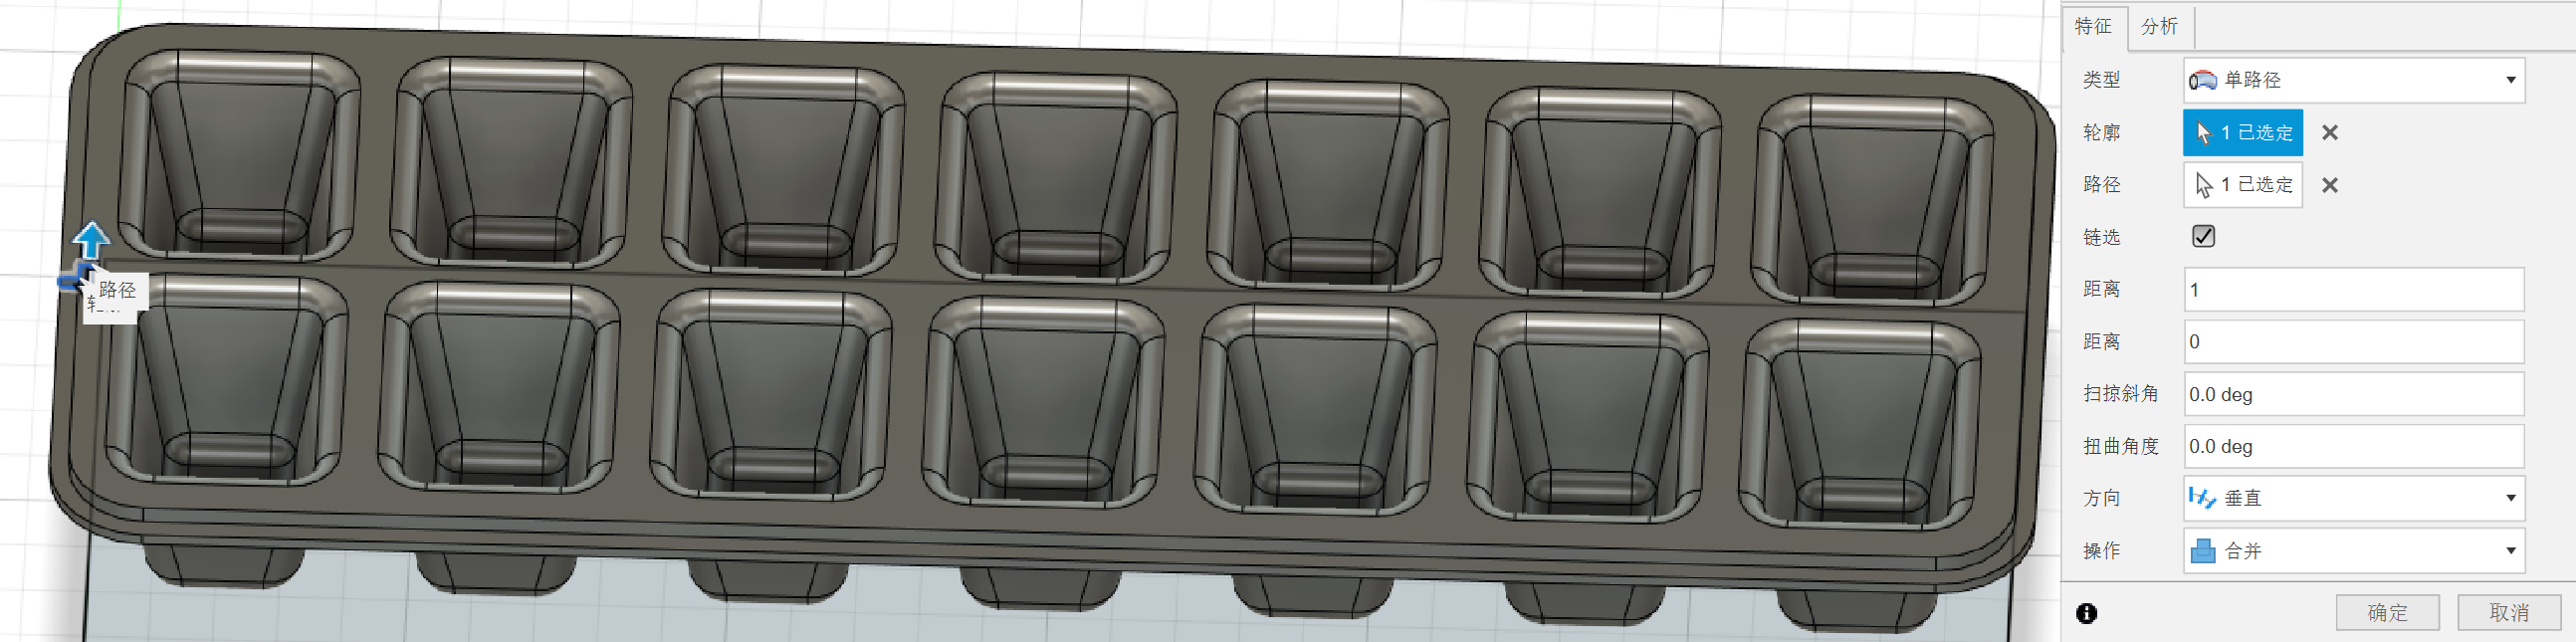 特征 分析
类型 单路径
轮廓 1 已选定
路径 1 已选定
链选
距离 1
距离 0
扫掠斜角 0.0 deg
扭曲角度 0.0 deg
方向 垂直
操作 合并
确定 取消
路径